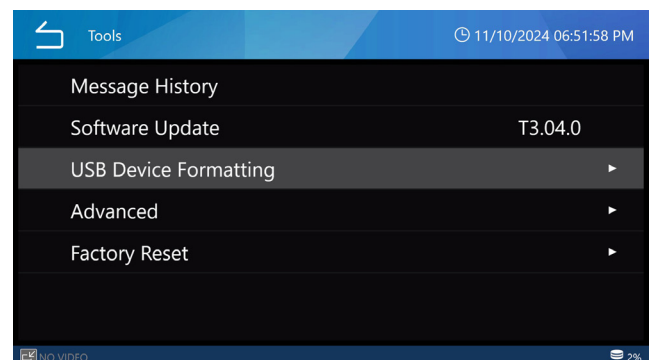 Tools 11/10/2024 06:51:58 PM
Message History
Software Update T3.04.0
USB Device Formatting
Advanced
Factory Reset
NO VIDEO 2%